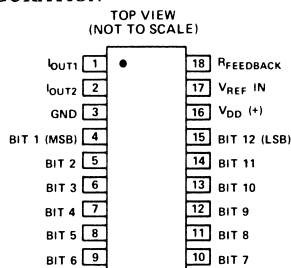 TOP VIEW
(NOT TO SCALE)
IOUT1 1 18 RFEEDBACK
IOUT2 2 17 VREF IN
GND 3 16 VDD (+)
BIT 1 (MSB) 4 15 BIT 12 (LSB)
BIT 2 5 14 BIT 11
BIT 3 6 13 BIT 10
BIT 4 7 12 BIT 9
BIT 5 8 11 BIT 8
BIT 6 9 10 BIT 7